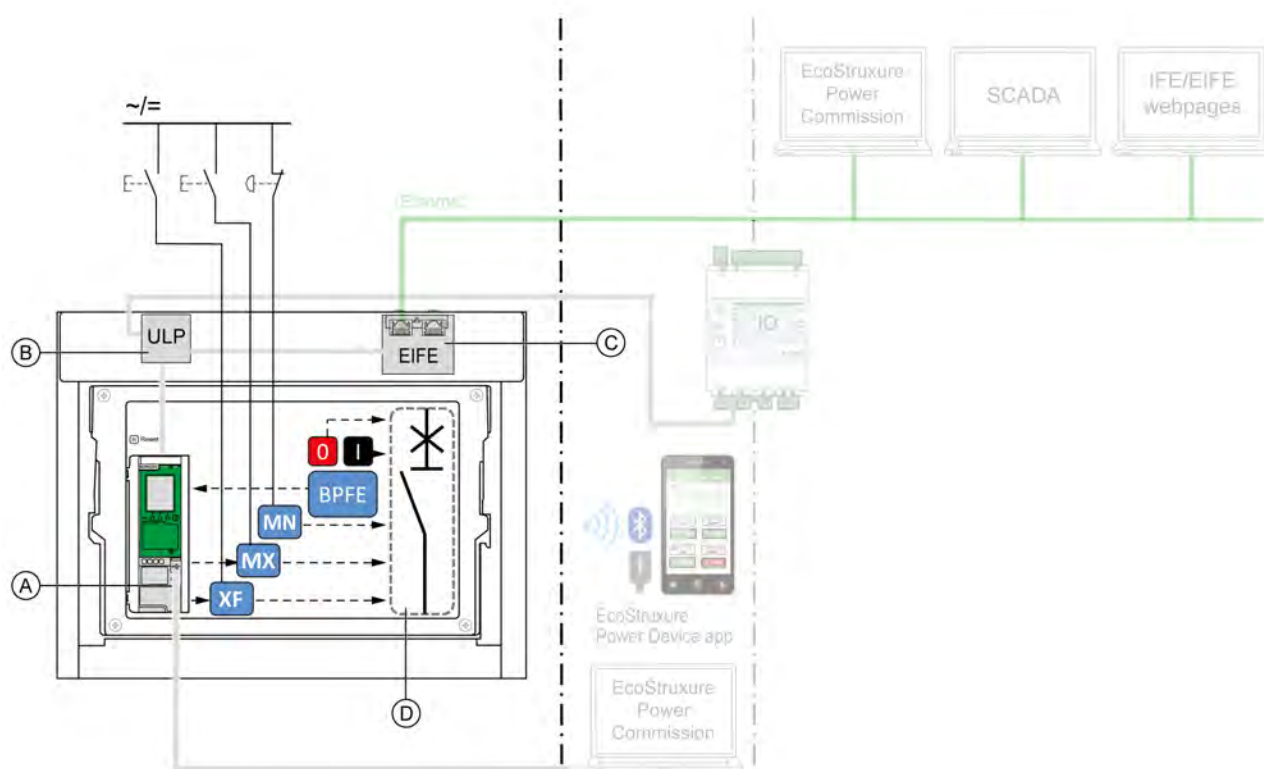 EcoStruxure
Power
Commission
SCADA
IFE/EIFE
webpages
~/=
Ethernet
IO
ULP
B
EIFE
C
Reset
0
I
BPFE
MN
MX
A
XF
EcoStruxure
Power Device app
D
EcoStruxure
Power
Commission